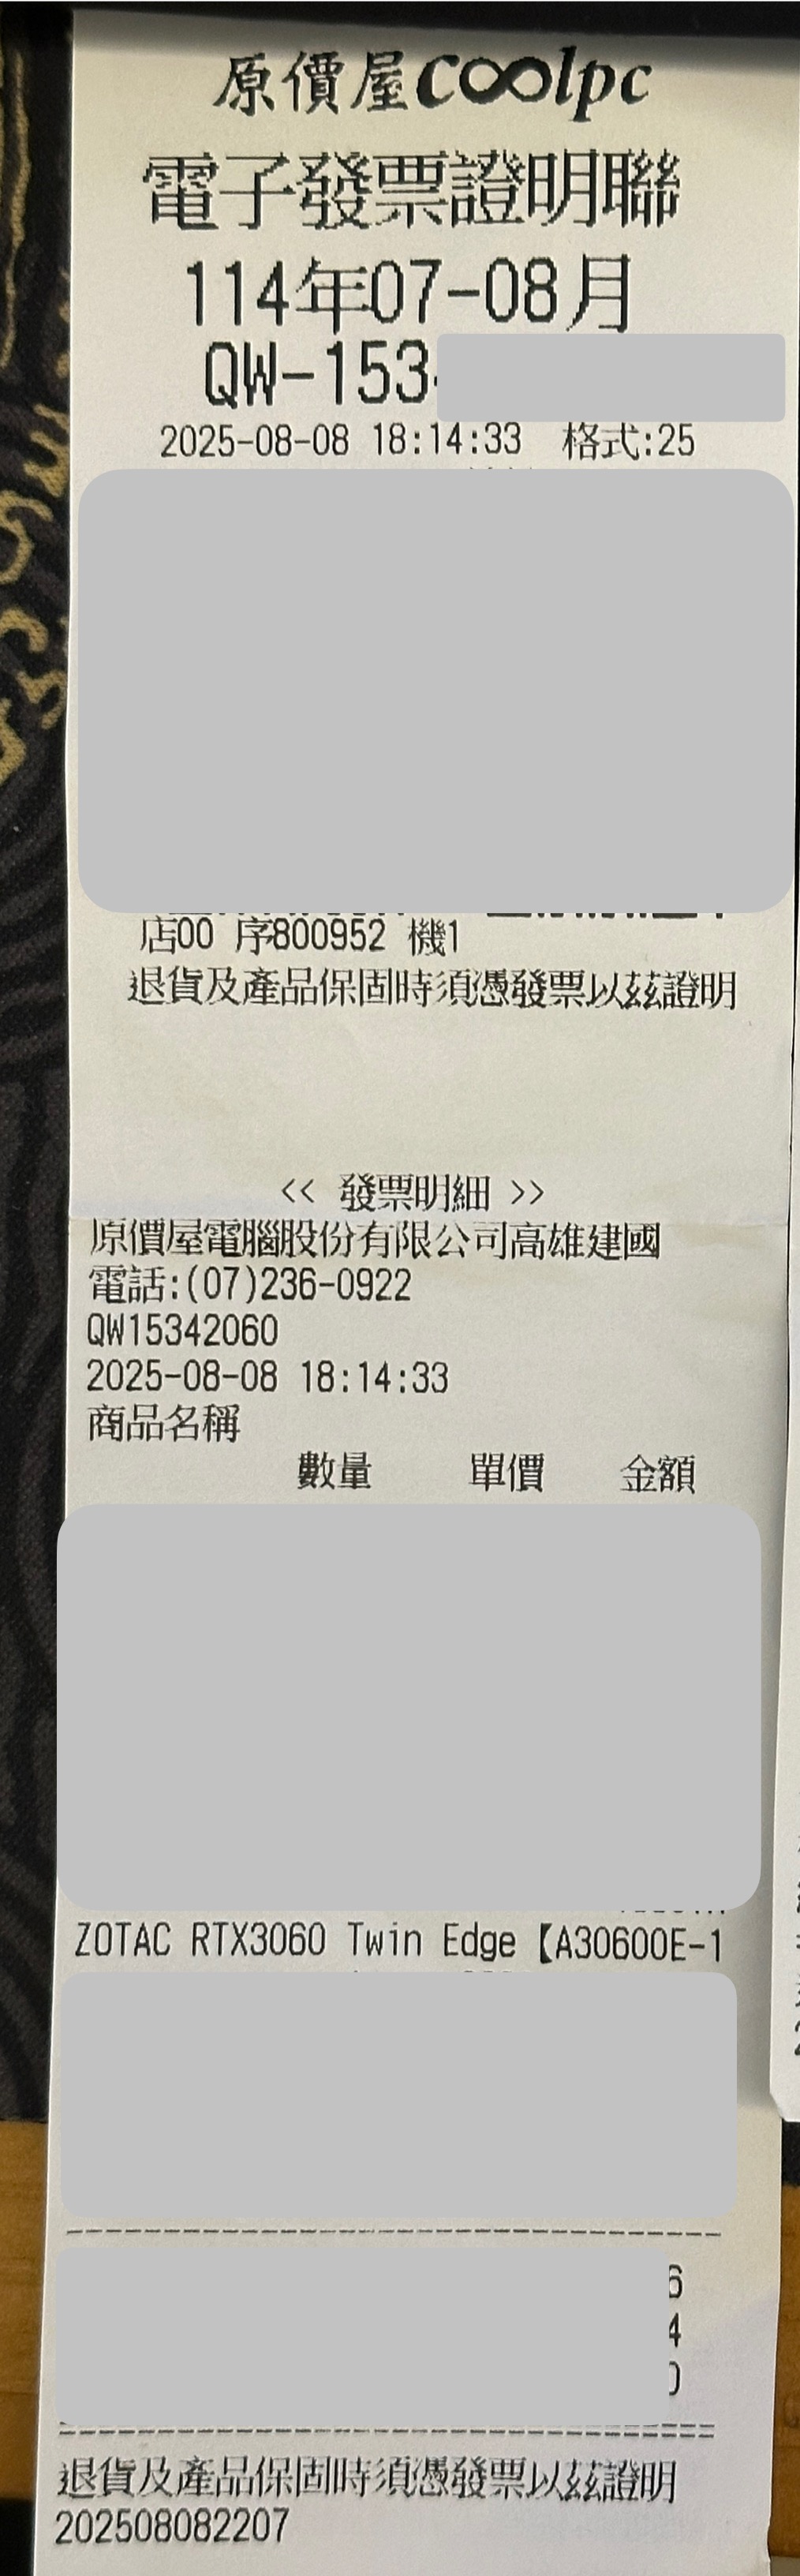 原價屋coolpc
電子發票證明聯
114年07-08月
QW-153
2025-08-08 18:14:33 格式:25
店00 序800952 機1
退貨及產品保固時須憑發票以茲證明
<< 發票明細 >>
原價屋電腦股份有限公司高雄建國
電話:(07)236-0922
QW15342060
2025-08-08 18:14:33
商品名稱
數量 單價 金額
ZOTAC RTX3060 Twin Edge【A30600E-1
6
4
0
退貨及產品保固時須憑發票以茲證明
202508082207